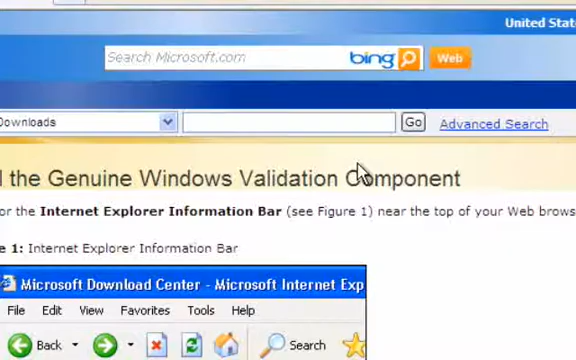 United Stat
Search Microsoft.com bing Web
Downloads Go Advanced Search
the Genuine Windows Validation Component
or the Internet Explorer Information Bar (see Figure 1) near the top of your Web brows
e 1: Internet Explorer Information Bar
Microsoft Download Center - Microsoft Internet Exp
File Edit View Favorites Tools Help
Back Search